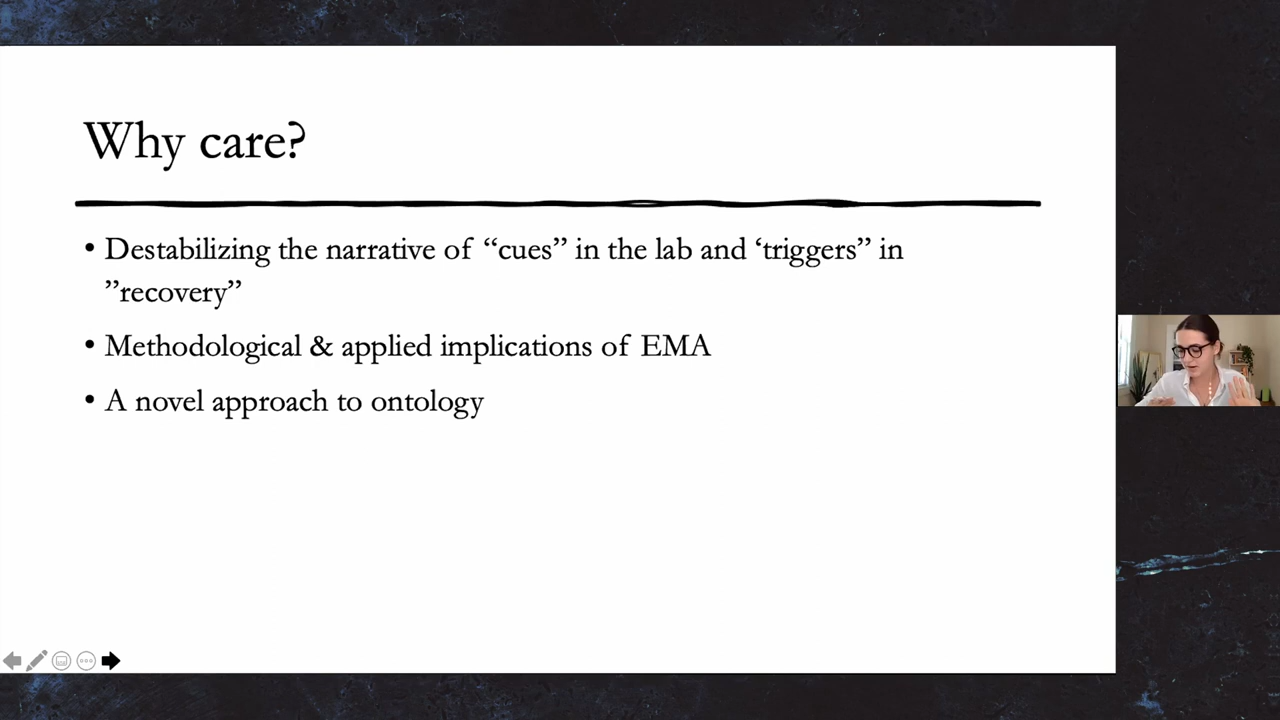 Why care?
• Destabilizing the narrative of “cues” in the lab and ‘triggers” in
”recovery”
• Methodological & applied implications of EMA
• A novel approach to ontology